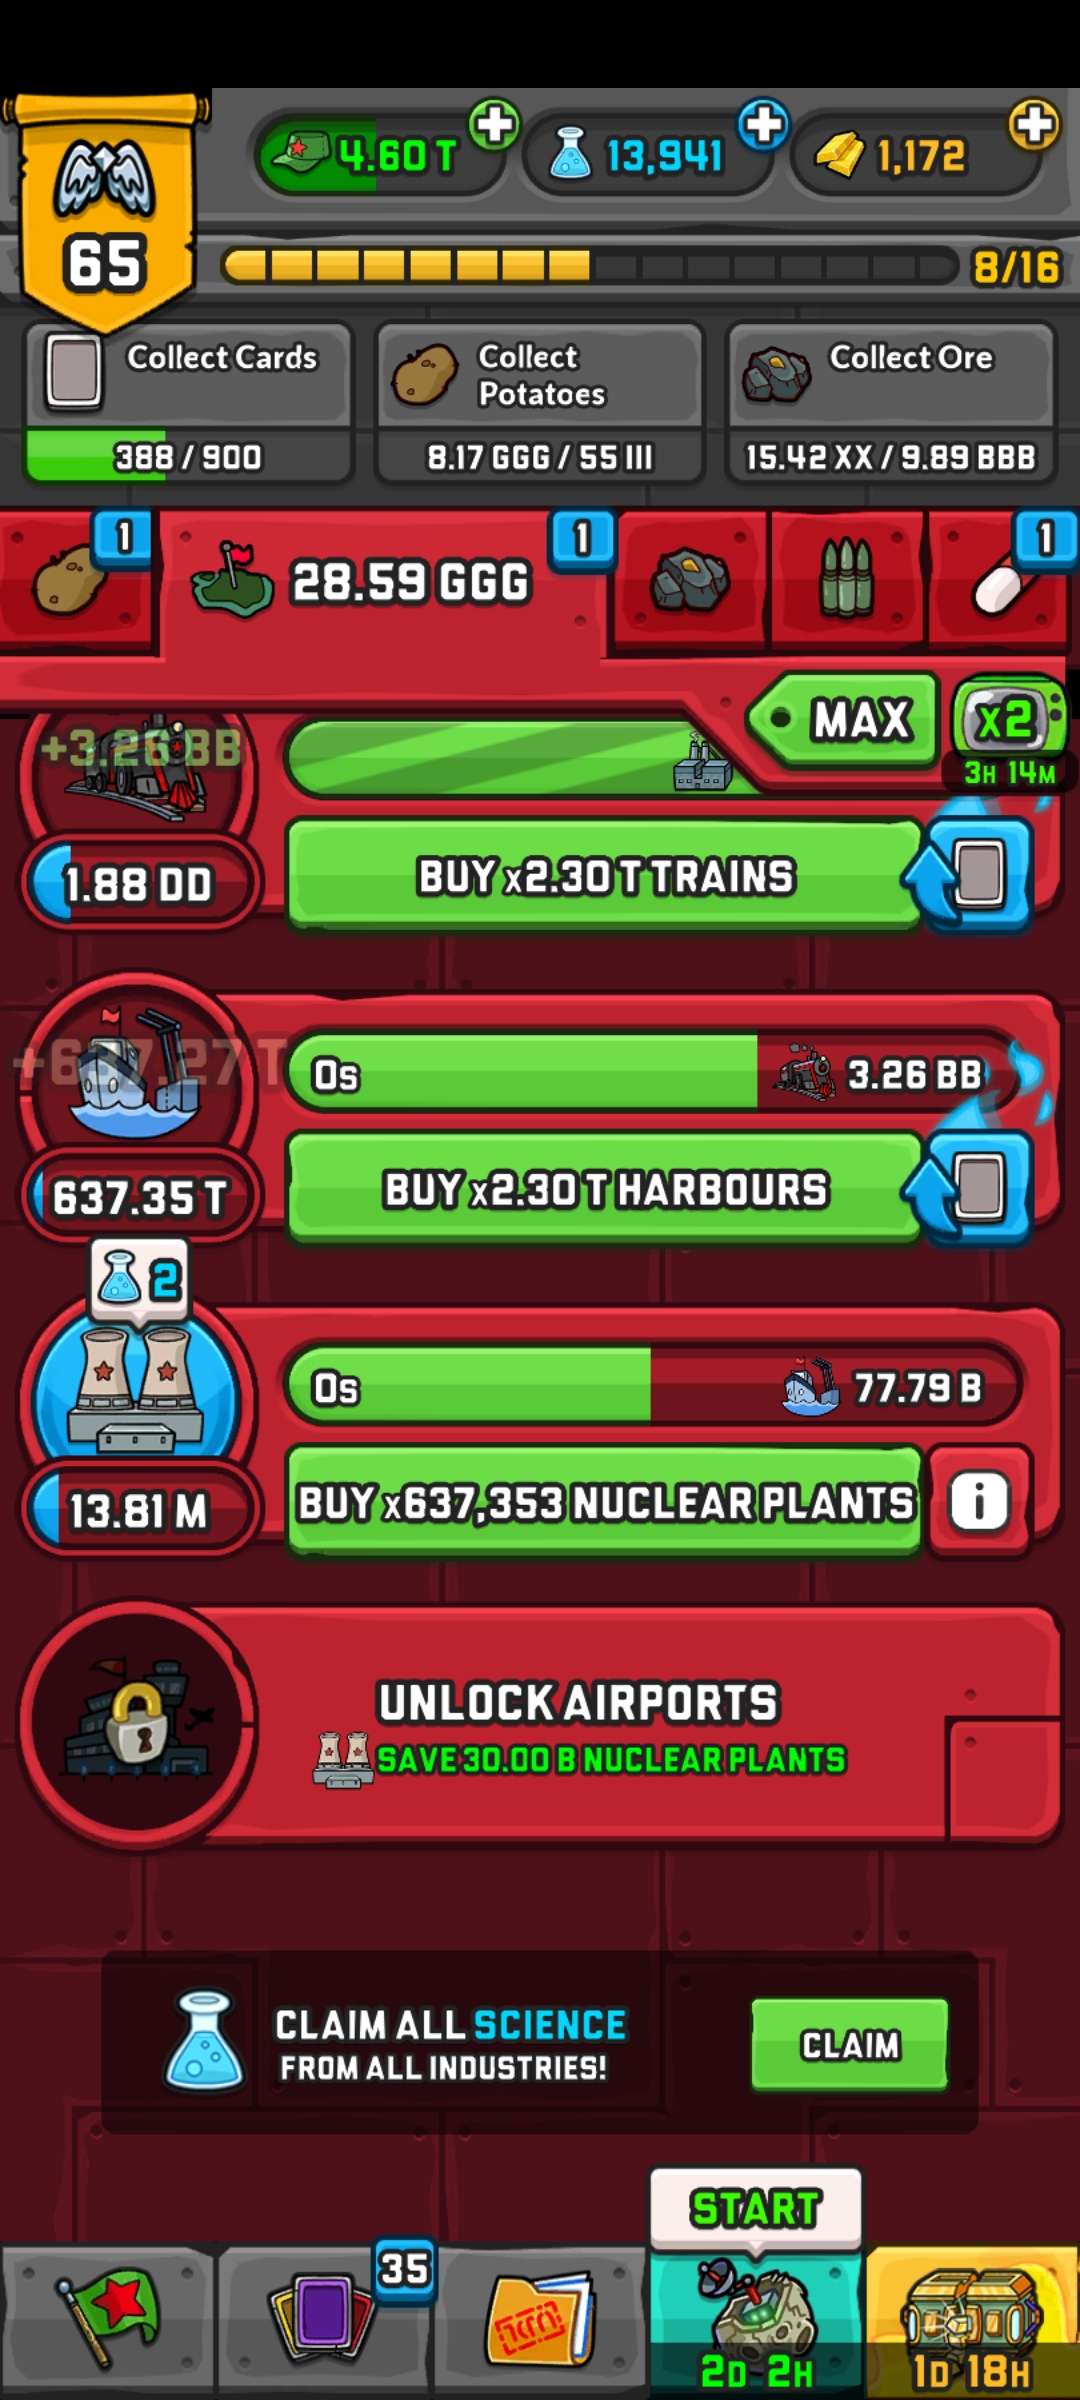 4.60 T
13,941
1,172
65
8/16
Collect Cards
388 / 900
Collect
Potatoes
8.17 GGG / 55 III
Collect Ore
15.42 XX / 9.89 BBB
1
28.59 GGG
1
1
MAX
x2
3H 14M
+3.26 BB
1.88 DD
BUY x2.30 T TRAINS
+637.27 T
0s
3.26 BB
637.35 T
BUY x2.30 T HARBOURS
2
0s
77.79 B
13.81 M
BUY x637,353 NUCLEAR PLANTS
i
UNLOCK AIRPORTS
SAVE 30.00 B NUCLEAR PLANTS
CLAIM ALL SCIENCE
FROM ALL INDUSTRIES!
CLAIM
START
35
2D 2H
1D 18H